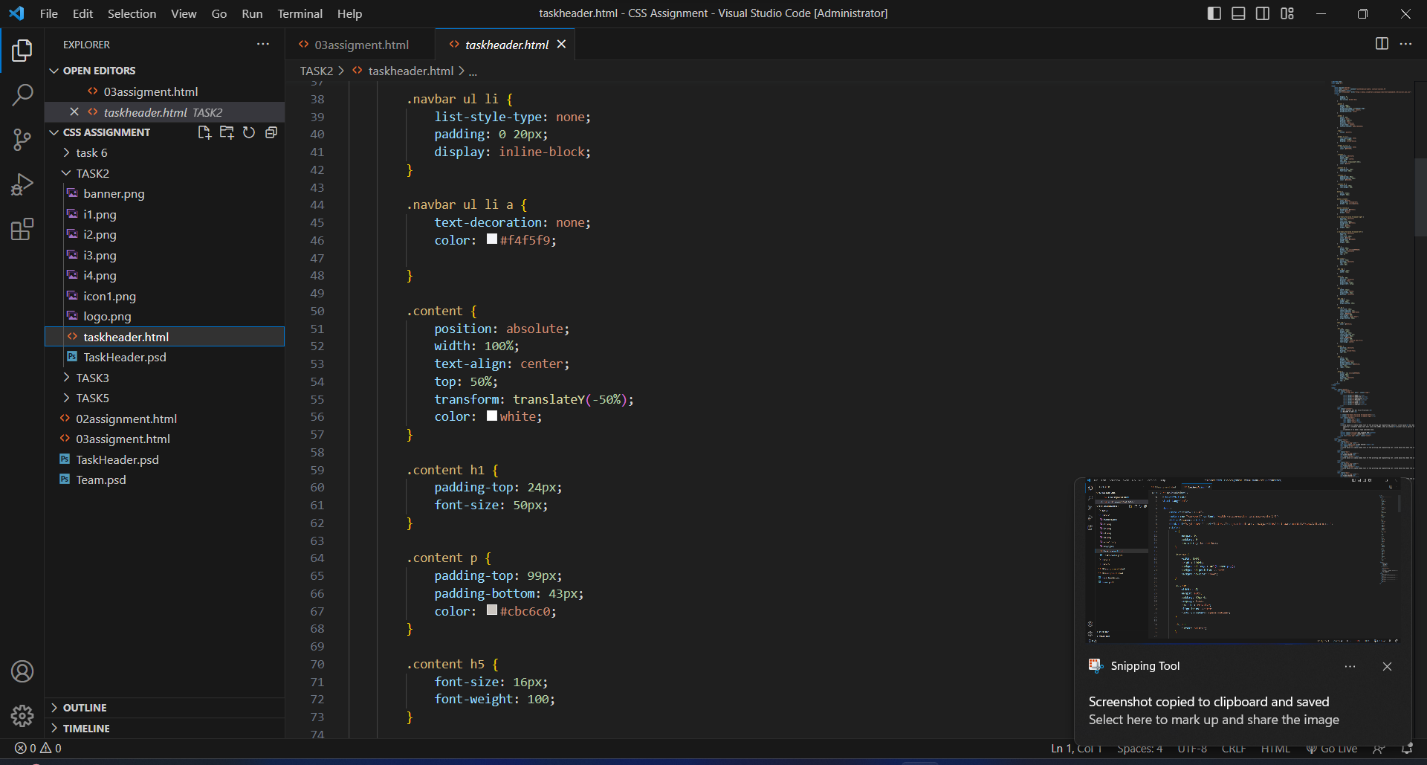 File Edit Selection View Go Run Terminal Help
taskheader.html - CSS Assignment - Visual Studio Code [Administrator]
EXPLORER
OPEN EDITORS
03assigment.html
taskheader.html TASK2
CSS ASSIGNMENT
task 6
TASK2
banner.png
i1.png
i2.png
i3.png
i4.png
icon1.png
logo.png
taskheader.html
TaskHeader.psd
TASK3
TASK5
02assignment.html
03assigment.html
TaskHeader.psd
Team.psd
OUTLINE
TIMELINE
03assigment.html
taskheader.html
TASK2 > taskheader.html > ...
37
38 .navbar ul li {
39 list-style-type: none;
40 padding: 0 20px;
41 display: inline-block;
42 }
43
44 .navbar ul li a {
45 text-decoration: none;
46 color: #f4f5f9;
47
48 }
49
50 .content {
51 position: absolute;
52 width: 100%;
53 text-align: center;
54 top: 50%;
55 transform: translateY(-50%);
56 color: white;
57 }
58
59 .content h1 {
60 padding-top: 24px;
61 font-size: 50px;
62 }
63
64 .content p {
65 padding-top: 99px;
66 padding-bottom: 43px;
67 color: #cbc6c0;
68 }
69
70 .content h5 {
71 font-size: 16px;
72 font-weight: 100;
73 }
74
Snipping Tool
Screenshot copied to clipboard and saved
Select here to mark up and share the image
0 0
Ln 1, Col 1 Spaces: 4 UTF-8 CRLF HTML Go Live